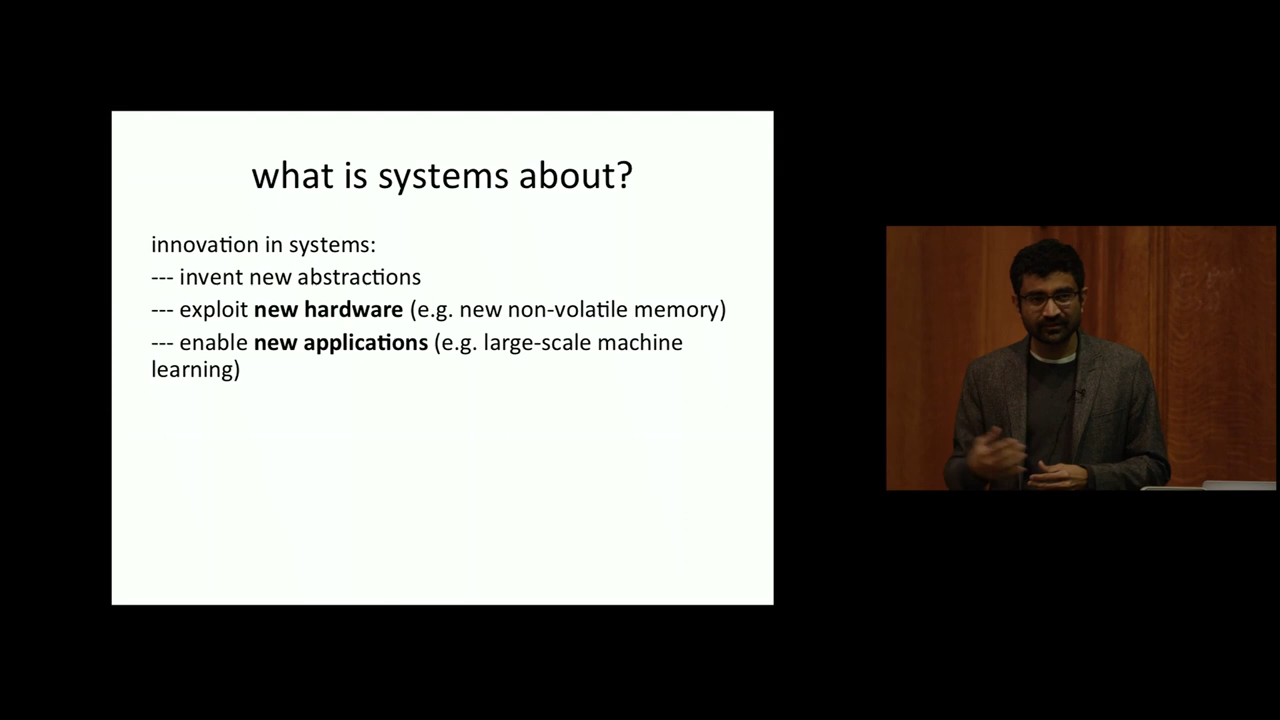 what is systems about?
innovation in systems:
--- invent new abstractions
--- exploit new hardware (e.g. new non-volatile memory)
--- enable new applications (e.g. large-scale machine
learning)